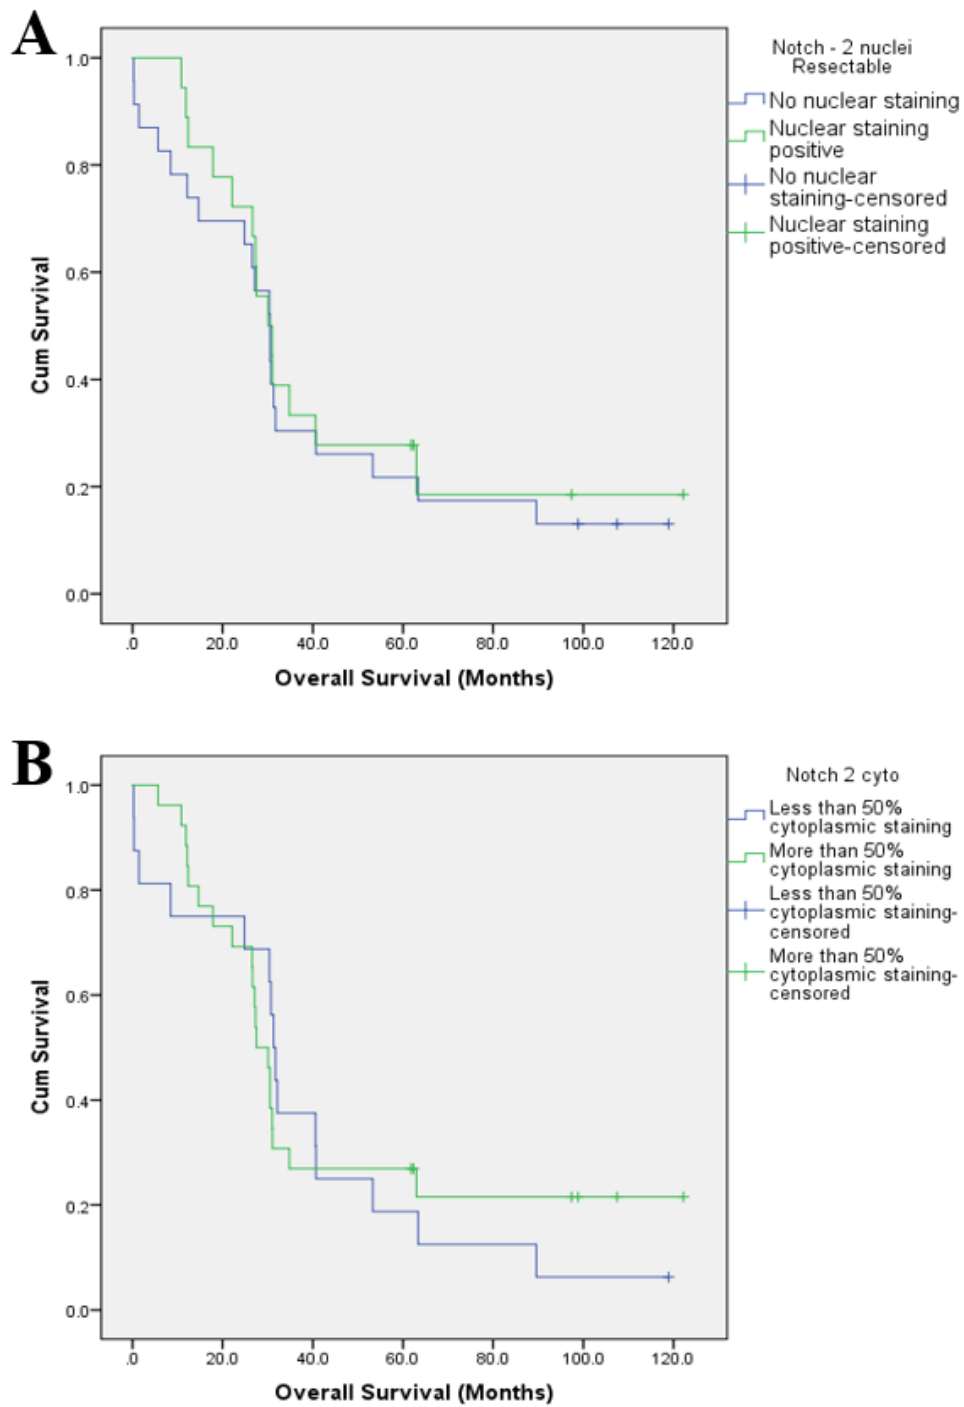 A
Notch - 2 nuclei
Resectable
No nuclear staining
Nuclear staining
positive
No nuclear
staining-censored
Nuclear staining
positive-censored
1.0
0.8
0.6
0.4
0.2
0.0
Cum Survival
.0 20.0 40.0 60.0 80.0 100.0 120.0
Overall Survival (Months)
B
Notch 2 cyto
Less than 50%
cytoplasmic staining
More than 50%
cytoplasmic staining
Less than 50%
cytoplasmic staining-
censored
More than 50%
cytoplasmic staining-
censored
1.0
0.8
0.6
0.4
0.2
0.0
Cum Survival
.0 20.0 40.0 60.0 80.0 100.0 120.0
Overall Survival (Months)